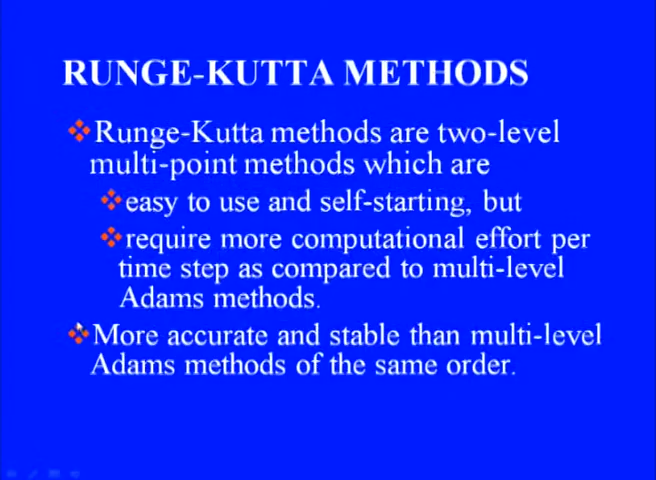 RUNGE-KUTTA METHODS
Runge-Kutta methods are two-level
multi-point methods which are
easy to use and self-starting, but
require more computational effort per
time step as compared to multi-level
Adams methods.
More accurate and stable than multi-level
Adams methods of the same order.